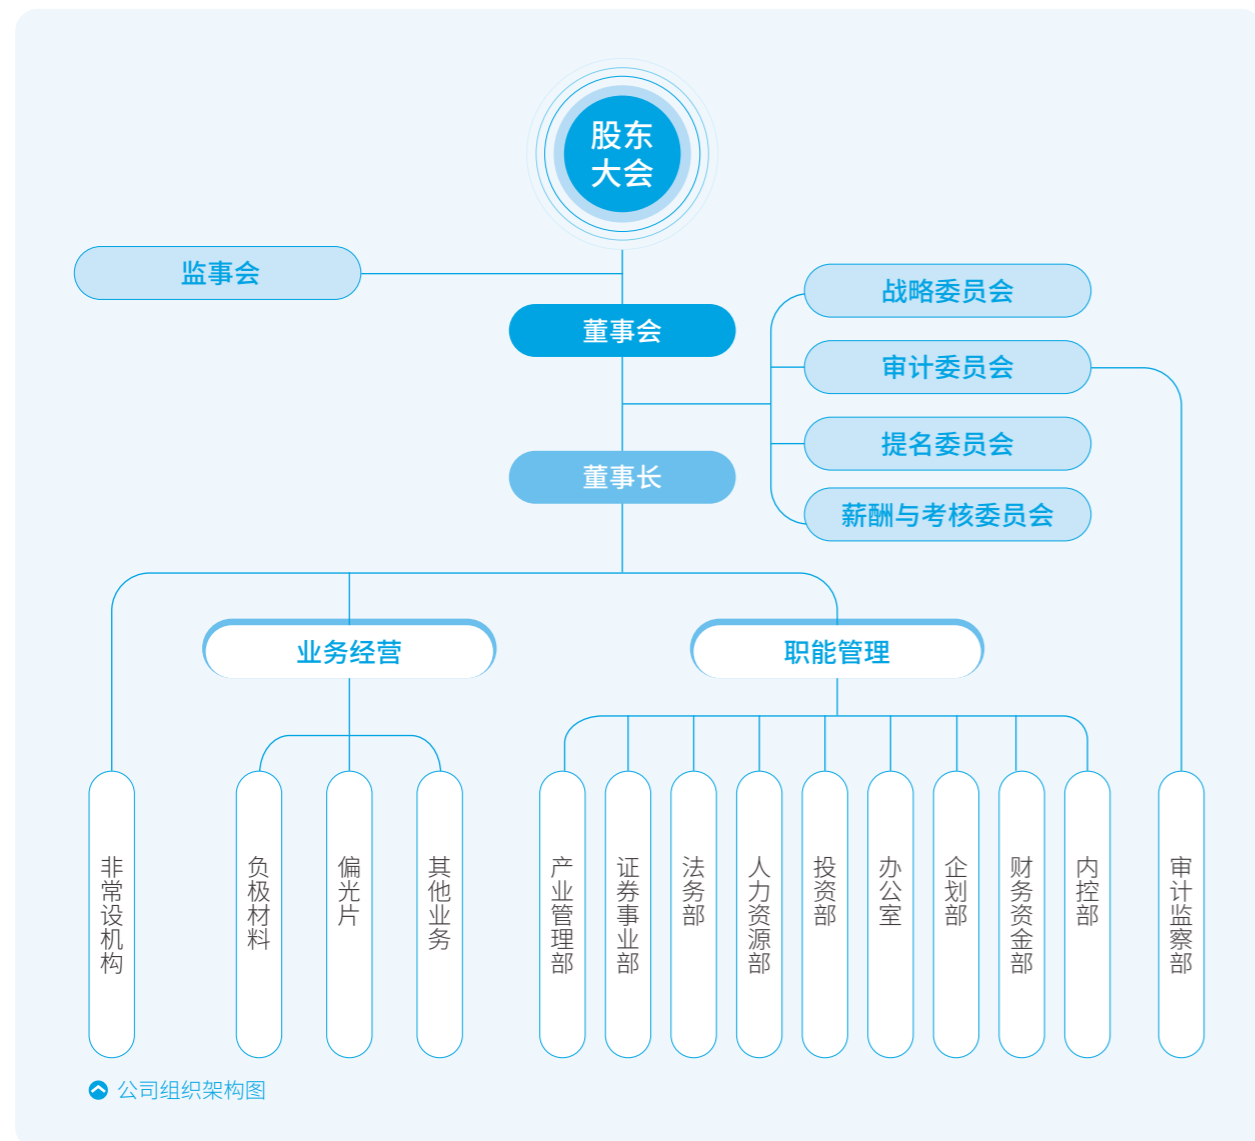 股东
大会
监事会
董事会
战略委员会
审计委员会
提名委员会
董事长
薪酬与考核委员会
业务经营
职能管理
非常设机构
负极材料
偏光片
其他业务
产业管理部
证券事业部
法务部
人力资源部
投资部
办公室
企划部
财务资金部
内控部
审计监察部
公司组织架构图